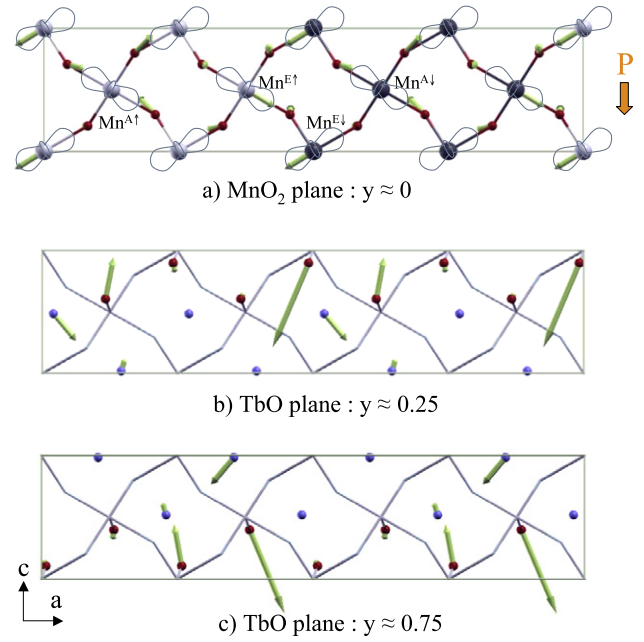 P
Mn^E↑
Mn^A↓
Mn^A↑
Mn^E↓
a) MnO₂ plane : y ≈ 0
b) TbO plane : y ≈ 0.25
c
a
c) TbO plane : y ≈ 0.75